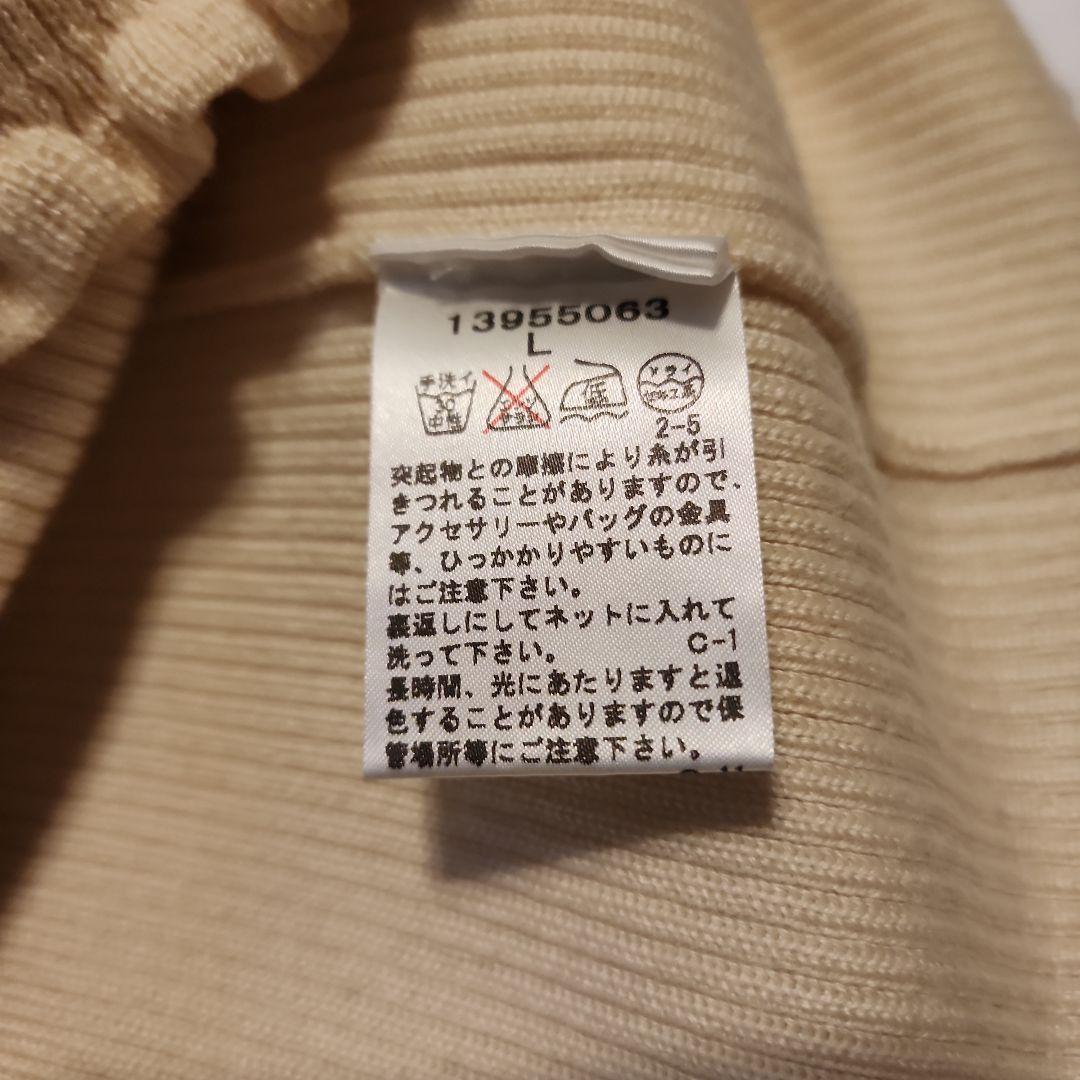 13955063
L
手洗イ
30
中性
エンソ
サラシ
低
ドライ
セキユ系
2-5
突起物との摩擦により糸が引
きつれることがありますので、
アクセサリーやバッグの金具
等、ひっかかりやすいものに
はご注意下さい。
裏返しにしてネットに入れて
洗って下さい。 C-1
長時間、光にあたりますと退
色することがありますので保
管場所等にご注意下さい。